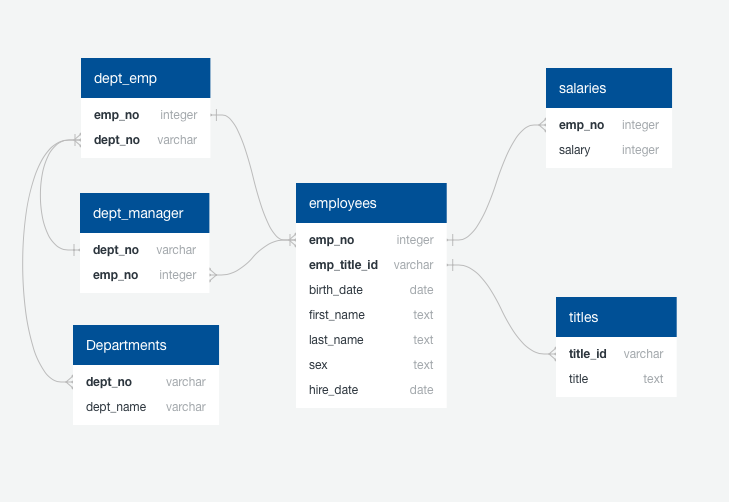 dept_emp
emp_no integer
dept_no varchar
dept_manager
dept_no varchar
emp_no integer
Departments
dept_no varchar
dept_name varchar
employees
emp_no integer
emp_title_id varchar
birth_date date
first_name text
last_name text
sex text
hire_date date
salaries
emp_no integer
salary integer
titles
title_id varchar
title text